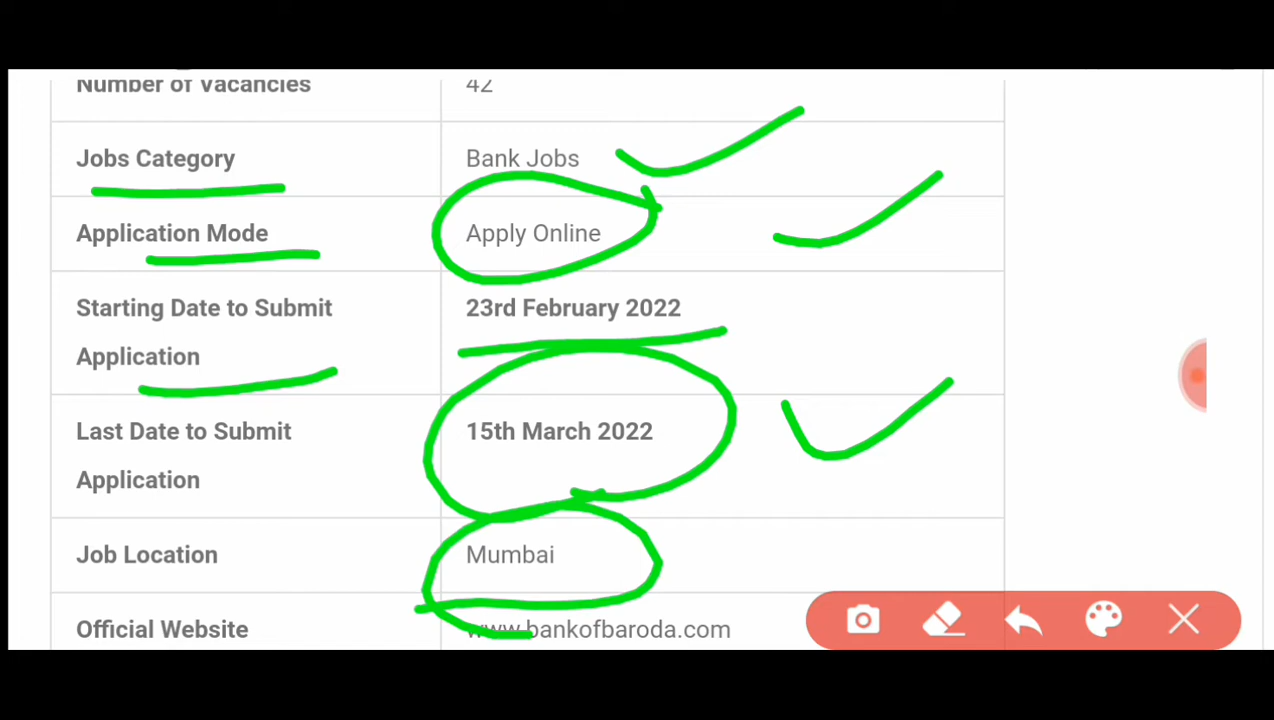 Number of Vacancies 42
Jobs Category Bank Jobs
Application Mode Apply Online
Starting Date to Submit 23rd February 2022
Application
Last Date to Submit 15th March 2022
Application
Job Location Mumbai
Official Website www.bankofbaroda.com